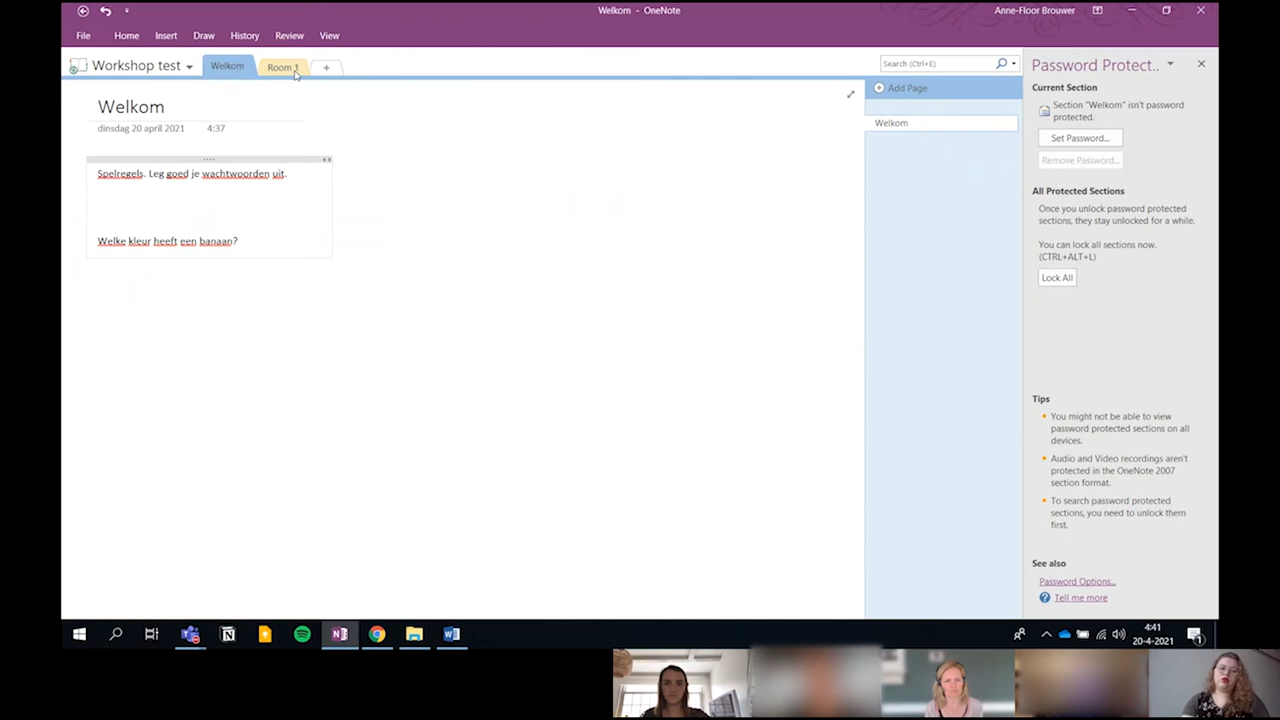 Welkom - OneNote
Anne-Floor Brouwer
File Home Insert Draw History Review View
Workshop test
Welkom
Room 1
Search (Ctrl+E)
Add Page
Welkom
Welkom
dinsdag 20 april 2021 4:37
Spelregels. Leg goed je wachtwoorden uit.
Welke kleur heeft een banaan?
Password Protect..
Current Section
Section "Welkom" isn't password
protected.
Set Password...
Remove Password...
All Protected Sections
Once you unlock password protected
sections, they stay unlocked for a while.
You can lock all sections now.
(CTRL+ALT+L)
Lock All
Tips
You might not be able to view
password protected sections on all
devices.
Audio and Video recordings aren't
protected in the OneNote 2007
section format.
To search password protected
sections, you need to unlock them
first.
See also
Password Options...
Tell me more
4:41
20-4-2021
1